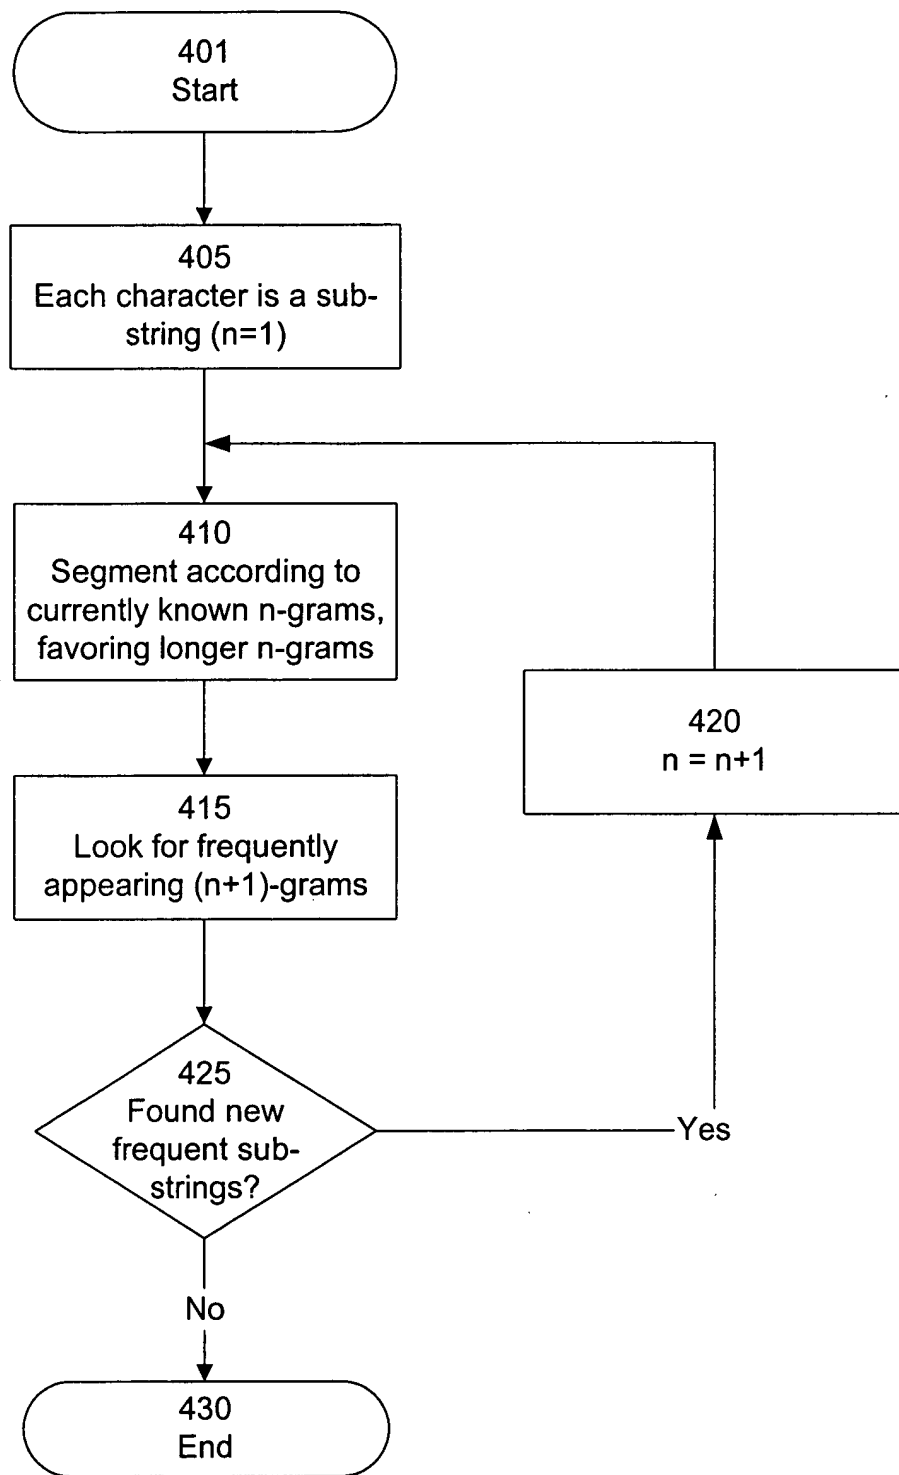 401
Start
405
Each character is a sub-
string (n=1)
410
Segment according to
currently known n-grams,
favoring longer n-grams
420
n = n+1
415
Look for frequently
appearing (n+1)-grams
425
Found new
frequent sub-
strings?
Yes
No
430
End